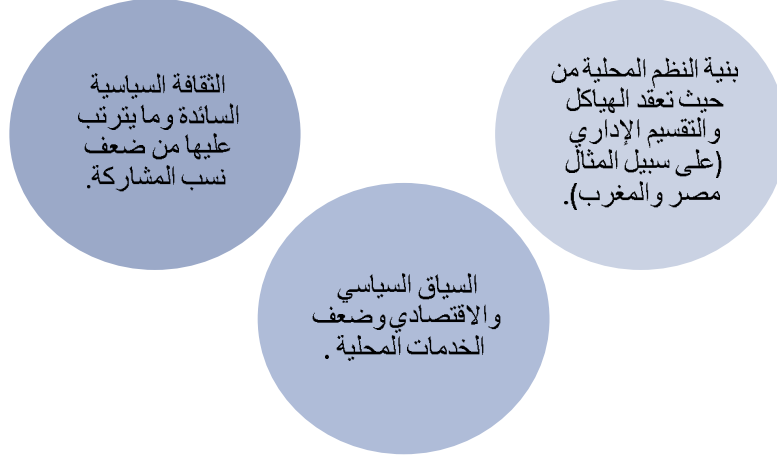 بنية النظم المحلية من
حيث تعقد الهياكل
والتقسيم الإداري
(على سبيل المثال
مصر والمغرب).
السياق السياسي
والاقتصادي وضعف
الخدمات المحلية .
الثقافة السياسية
السائدة وما يترتب
عليها من ضعف
نسب المشاركة.